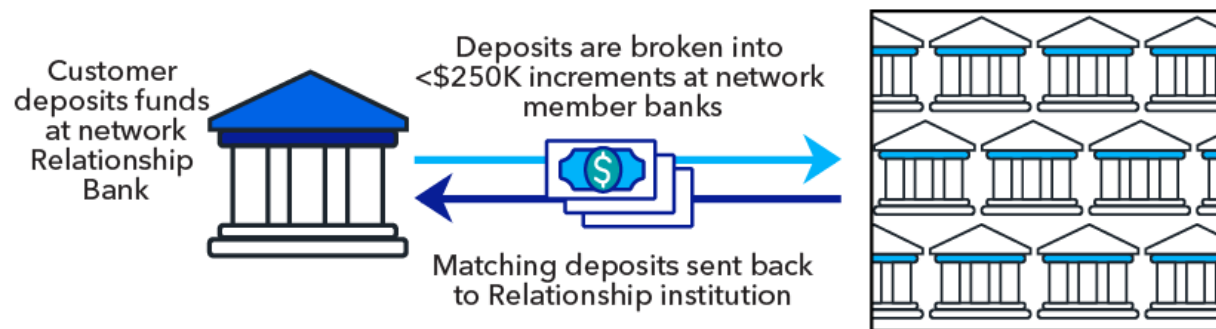 Customer
deposits funds
at network
Relationship
Bank
Deposits are broken into
<$250K increments at network
member banks
$
Matching deposits sent back
to Relationship institution